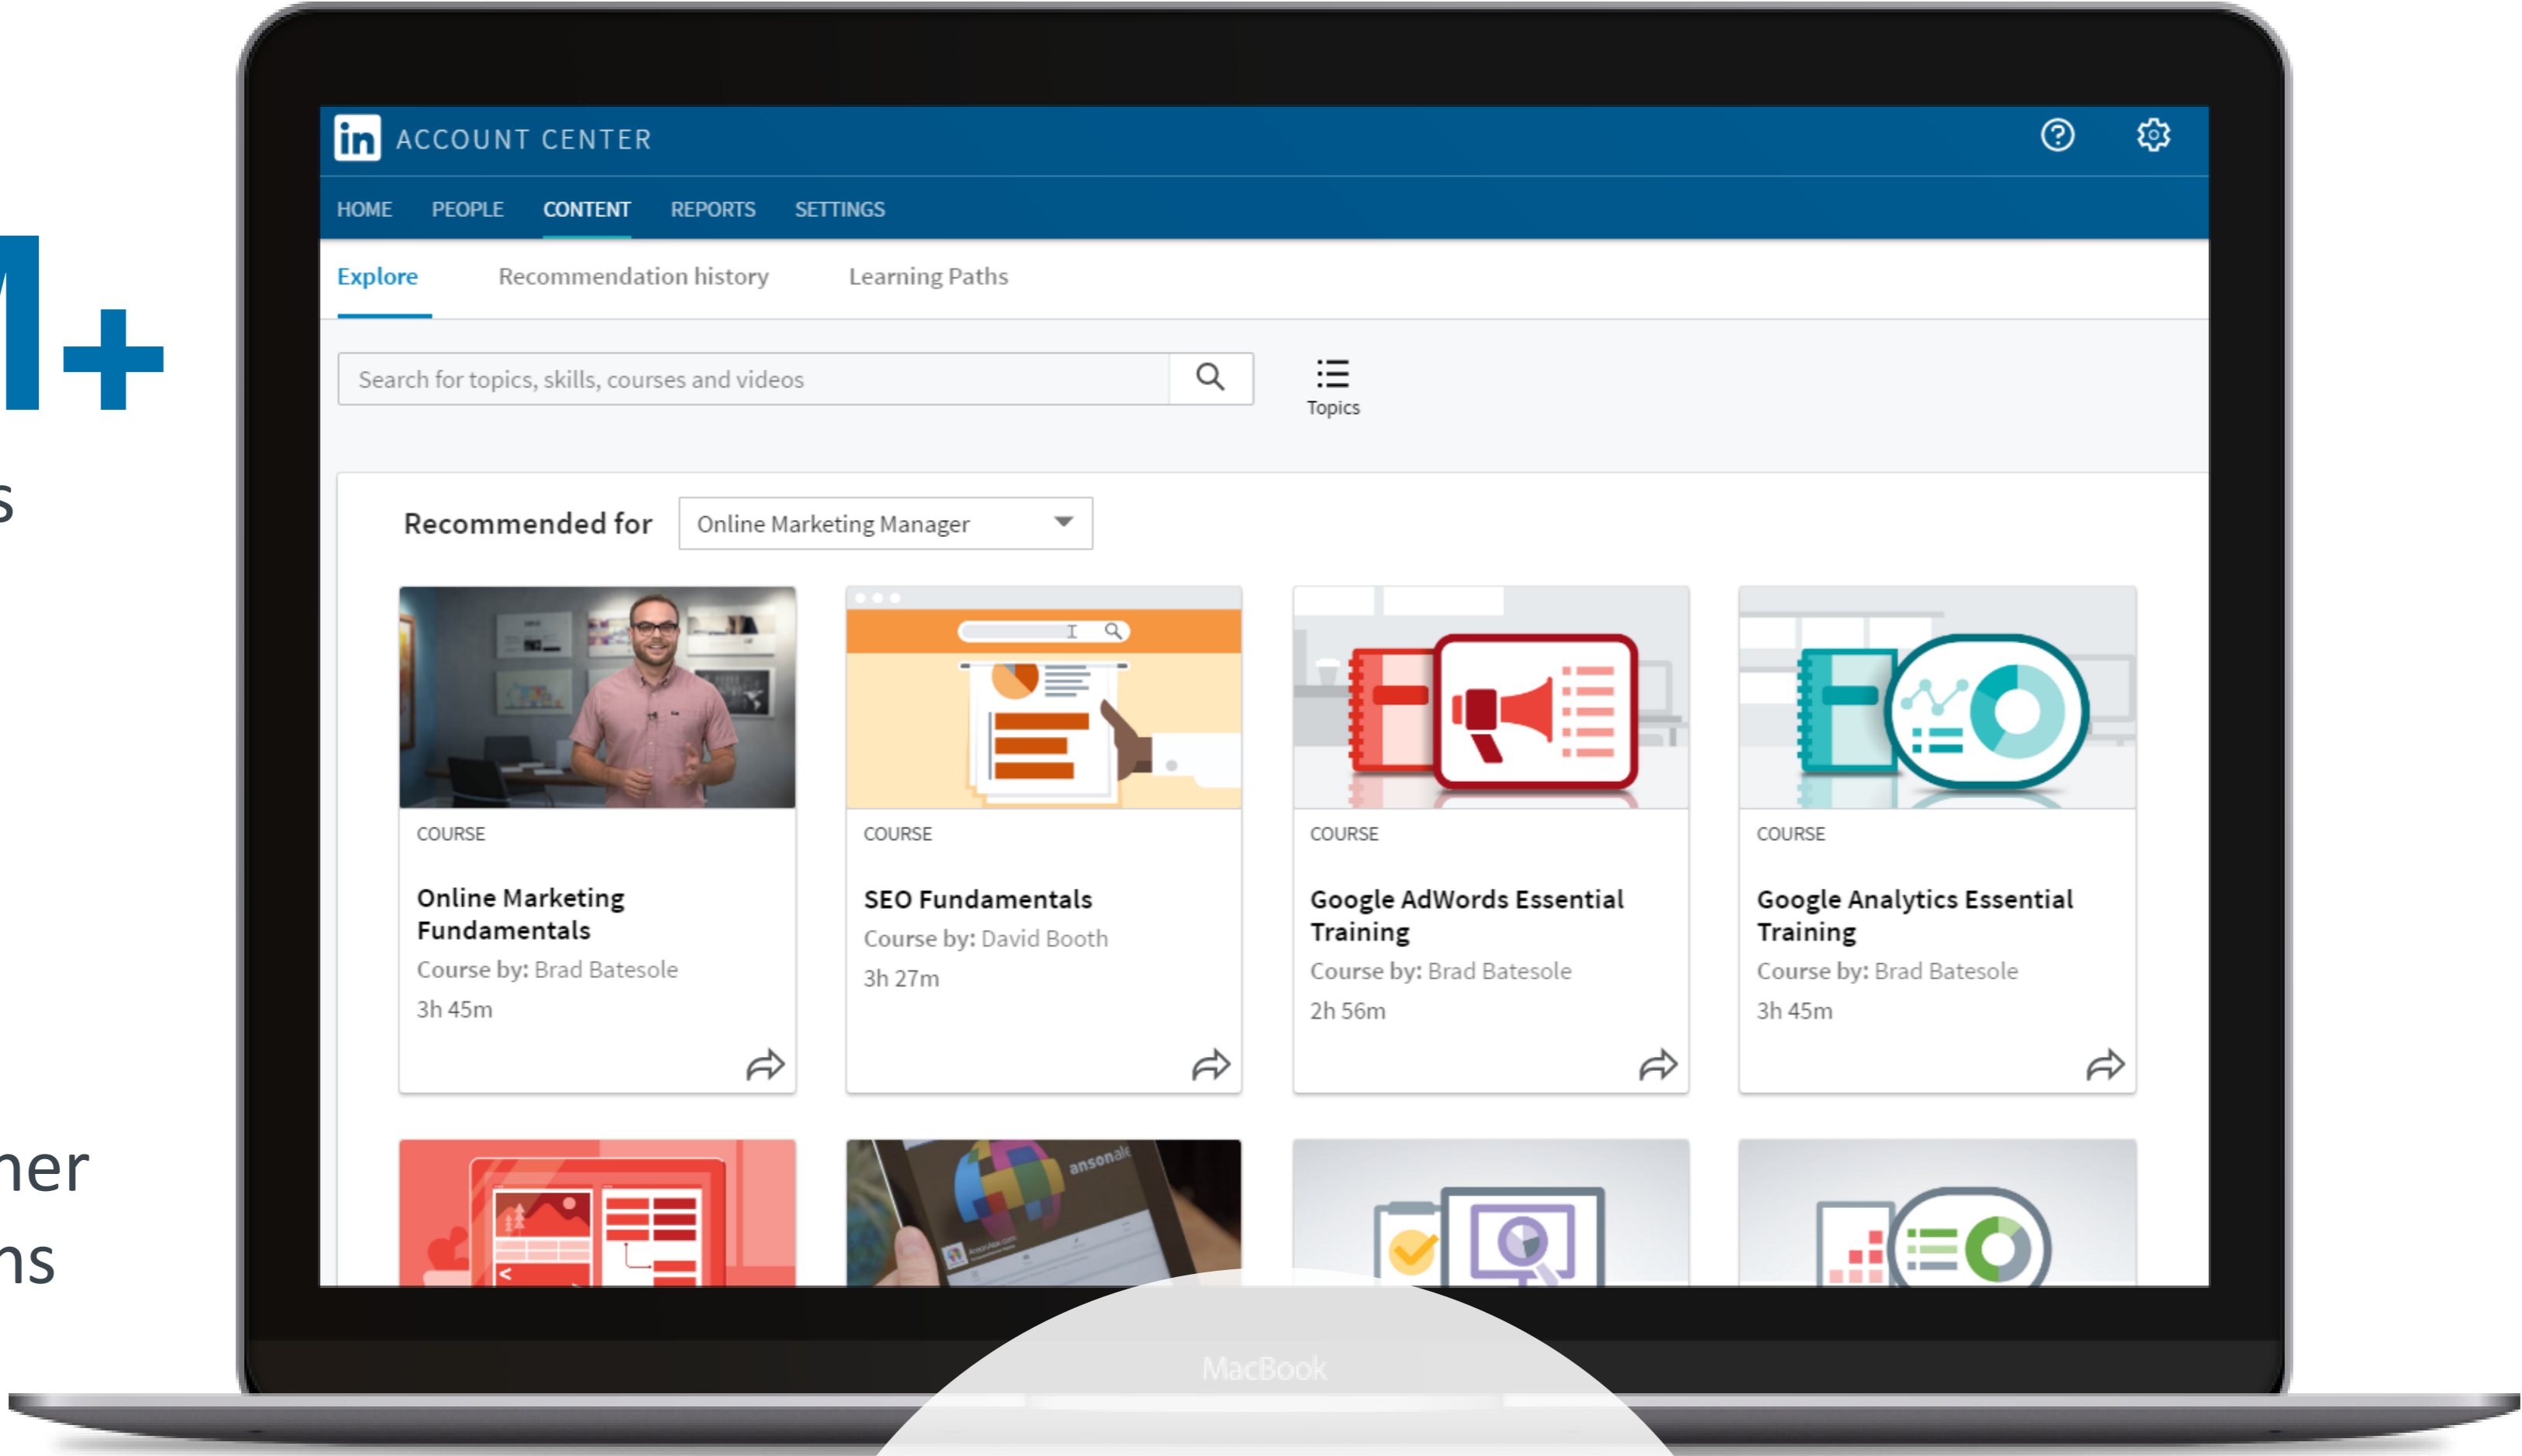 M+
s
ner
ns
in ACCOUNT CENTER
HOME PEOPLE CONTENT REPORTS SETTINGS
Explore Recommendation history Learning Paths
Search for topics, skills, courses and videos
Topics
Recommended for Online Marketing Manager
COURSE
Online Marketing
Fundamentals
Course by: Brad Batesole
3h 45m
COURSE
SEO Fundamentals
Course by: David Booth
3h 27m
COURSE
Google AdWords Essential
Training
Course by: Brad Batesole
2h 56m
COURSE
Google Analytics Essential
Training
Course by: Brad Batesole
3h 45m
ansonale
MacBook